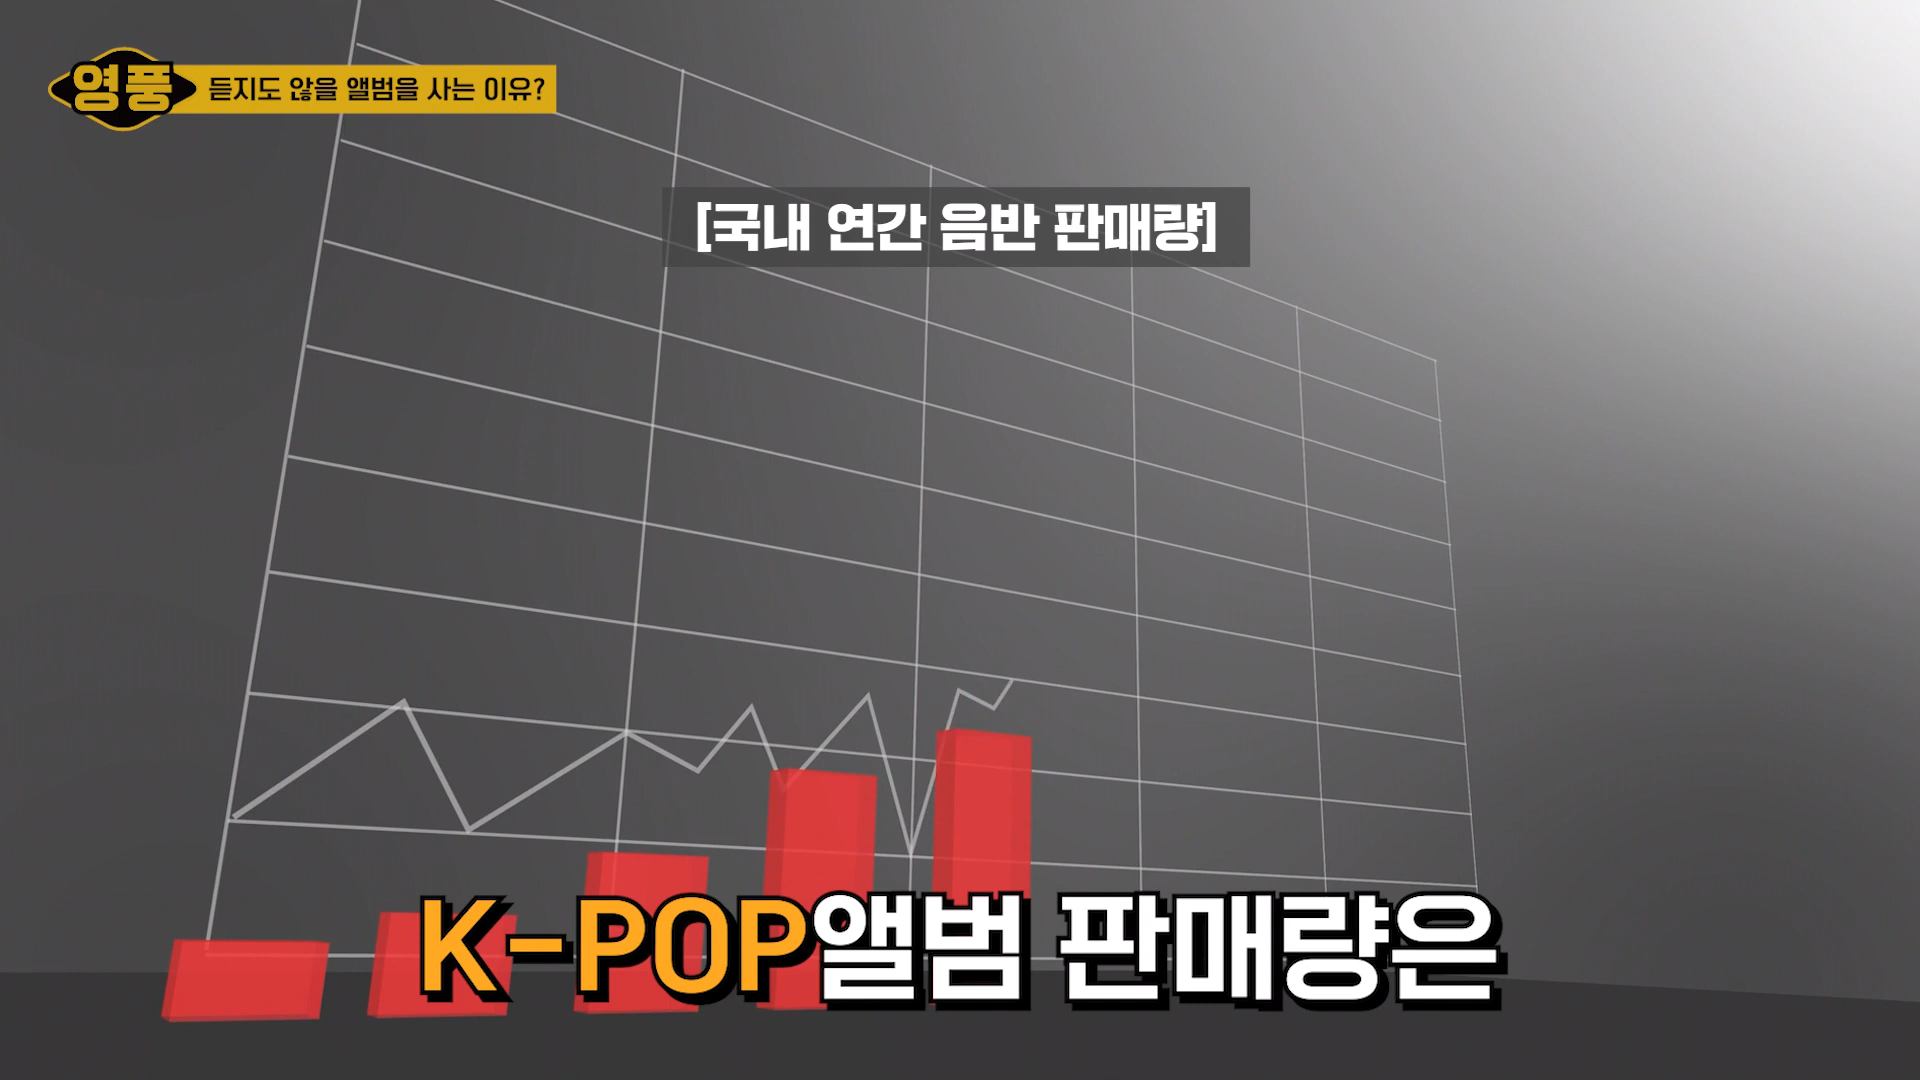 영풍
듣지도 않을 앨범을 사는 이유?
[국내 연간 음반 판매량]
K-POP앨범 판매량은